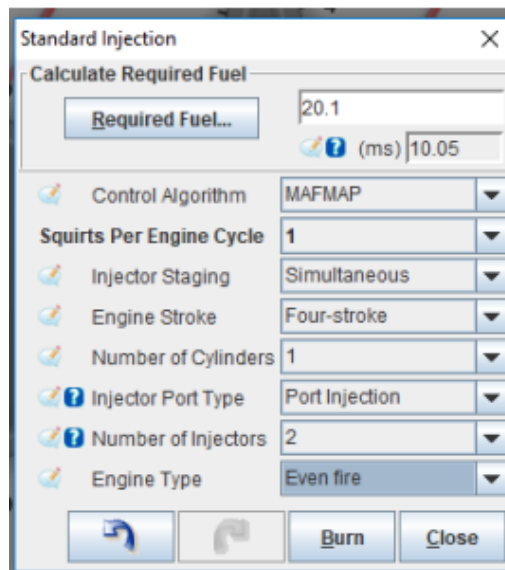 Standard Injection
Calculate Required Fuel
Required Fuel...
20.1
(ms) 10.05
Control Algorithm MAFMAP
Squirts Per Engine Cycle 1
Injector Staging Simultaneous
Engine Stroke Four-stroke
Number of Cylinders 1
? Injector Port Type Port Injection
? Number of Injectors 2
Engine Type Even fire
Burn Close